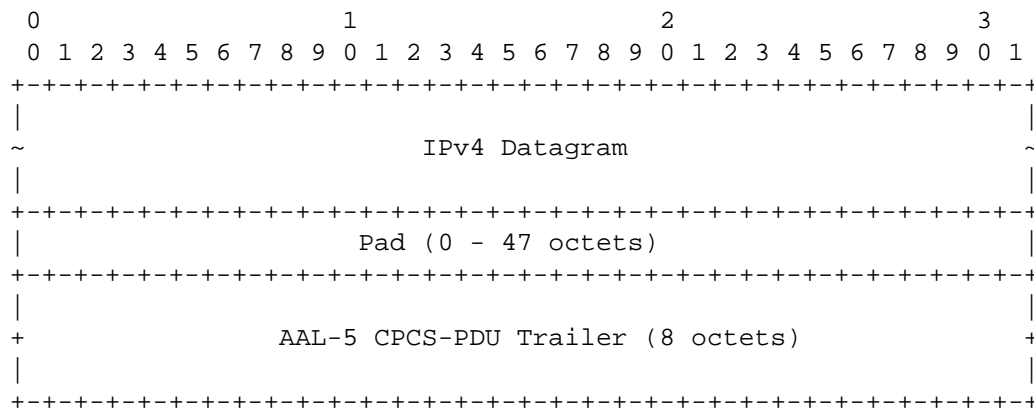 0                   1                   2                   3
 0 1 2 3 4 5 6 7 8 9 0 1 2 3 4 5 6 7 8 9 0 1 2 3 4 5 6 7 8 9 0 1
+-+-+-+-+-+-+-+-+-+-+-+-+-+-+-+-+-+-+-+-+-+-+-+-+-+-+-+-+-+-+-+-+
|                                                               |
~                         IPv4 Datagram                         ~
|                                                               |
+-+-+-+-+-+-+-+-+-+-+-+-+-+-+-+-+-+-+-+-+-+-+-+-+-+-+-+-+-+-+-+-+
|                     Pad (0 - 47 octets)                       |
+-+-+-+-+-+-+-+-+-+-+-+-+-+-+-+-+-+-+-+-+-+-+-+-+-+-+-+-+-+-+-+-+
|                                                               |
+                AAL-5 CPCS-PDU Trailer (8 octets)              +
|                                                               |
+-+-+-+-+-+-+-+-+-+-+-+-+-+-+-+-+-+-+-+-+-+-+-+-+-+-+-+-+-+-+-+-+